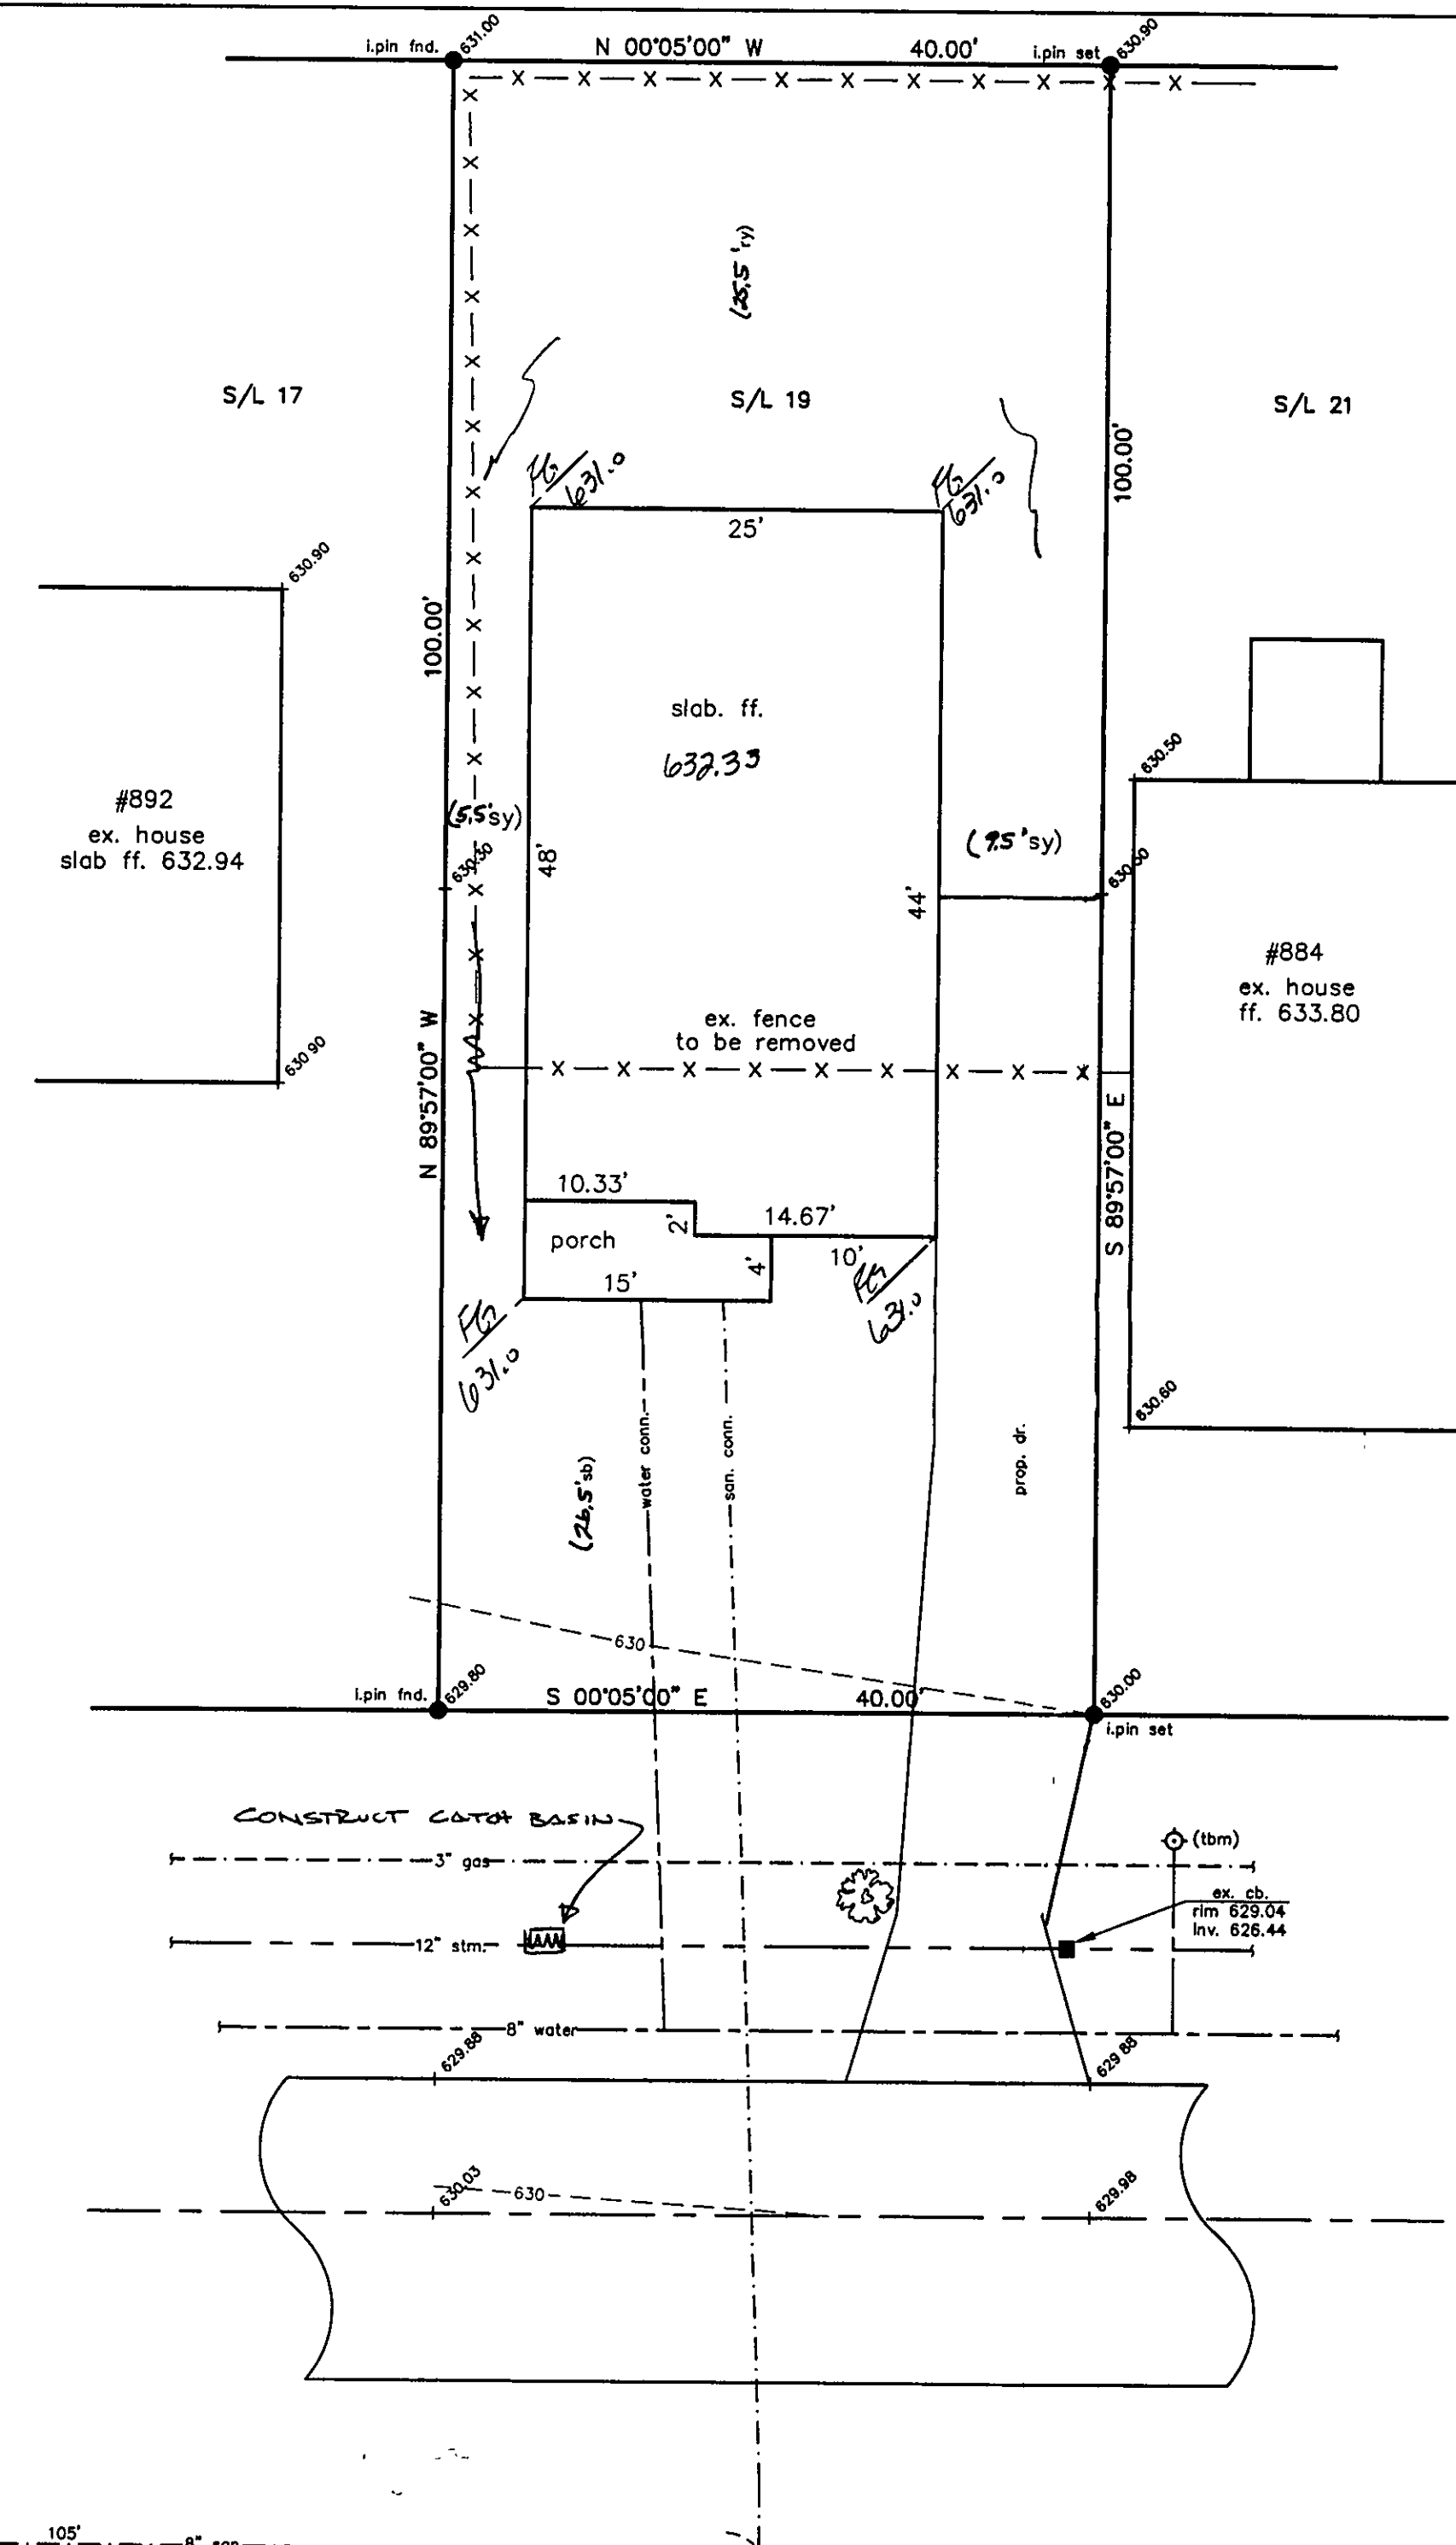 i.pin fnd.
631.00
N 00°05'00" W
40.00'
i.pin set
630.90
(25.5'ry)
S/L 17
S/L 19
S/L 21
100.00'
FG
631.0
FG
631.0
25'
630.90
100.00'
slab. ff.
632.33
630.50
#892
ex. house
slab ff. 632.94
(5.5'sy)
630.30
48'
(9.5'sy)
44'
#884
ex. house
ff. 633.80
ex. fence
to be removed
630.90
N 89°57'00" W
S 89°57'00" E
10.33'
2'
14.67'
porch
4'
10'
15'
FG
631.0
FG
631.0
630.60
water conn.
san. conn.
prop. dr.
(26.5'sb)
630
i.pin fnd.
629.80
S 00°05'00" E
40.00'
630.00
i.pin set
CONSTRUCT CATCH BASIN
(tbm)
3" gas
ex. cb.
rim 629.04
inv. 626.44
12" stm.
8" water
629.88
629.88
630.03
630
629.98
105'
8" san